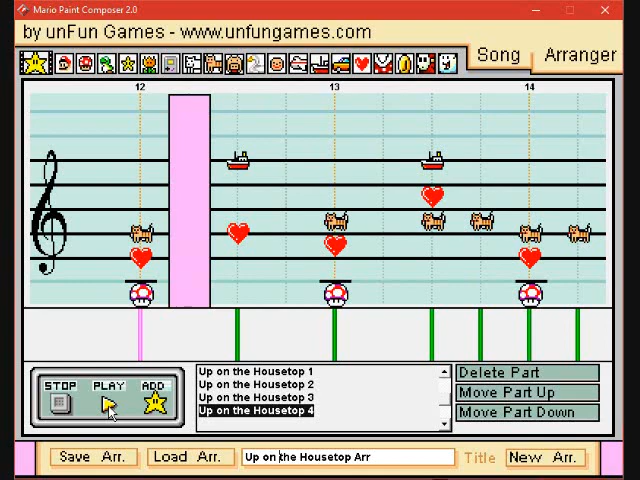 Mario Paint Composer 2.0
by unFun Games - www.unfungames.com
Song
Arranger
12
13
14
STOP
PLAY
ADD
Up on the Housetop 1
Up on the Housetop 2
Up on the Housetop 3
Up on the Housetop 4
Delete Part
Move Part Up
Move Part Down
Save Arr.
Load Arr.
Up on the Housetop Arr
Title
New Arr.